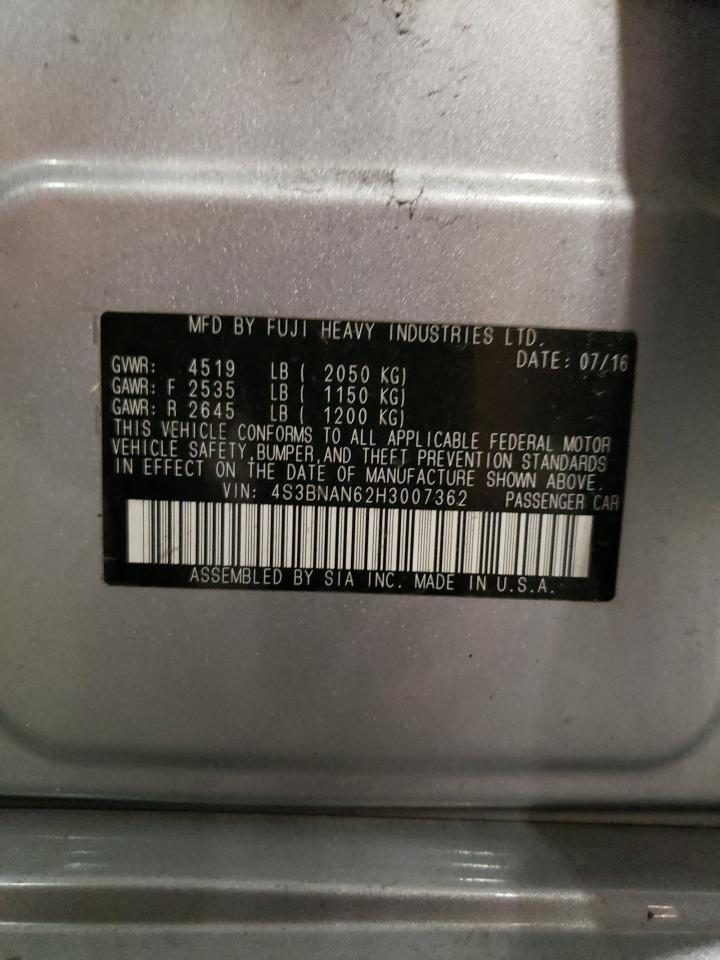 MFD BY FUJI HEAVY INDUSTRIES LTD.
DATE: 07/16
GVWR: 4519 LB ( 2050 KG)
GAWR: F 2535 LB ( 1150 KG)
GAWR: R 2645 LB ( 1200 KG)
THIS VEHICLE CONFORMS TO ALL APPLICABLE FEDERAL MOTOR
VEHICLE SAFETY, BUMPER, AND THEFT PREVENTION STANDARDS
IN EFFECT ON THE DATE OF MANUFACTURE SHOWN ABOVE.
VIN: 4S3BNAN62H3007362 PASSENGER CAR
ASSEMBLED BY SIA INC. MADE IN U.S.A.